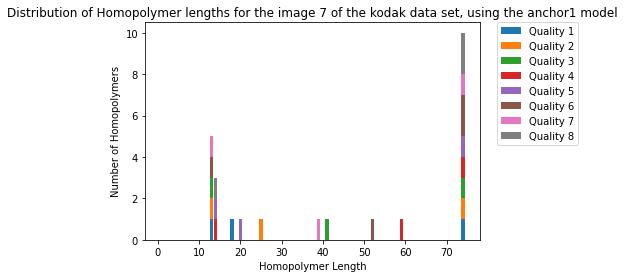 Distribution of Homopolymer lengths for the image 7 of the kodak data set, using the anchor1 model
Number of Homopolymers
10
8
6
4
2
0
0 10 20 30 40 50 60 70
Homopolymer Length
Quality 1
Quality 2
Quality 3
Quality 4
Quality 5
Quality 6
Quality 7
Quality 8